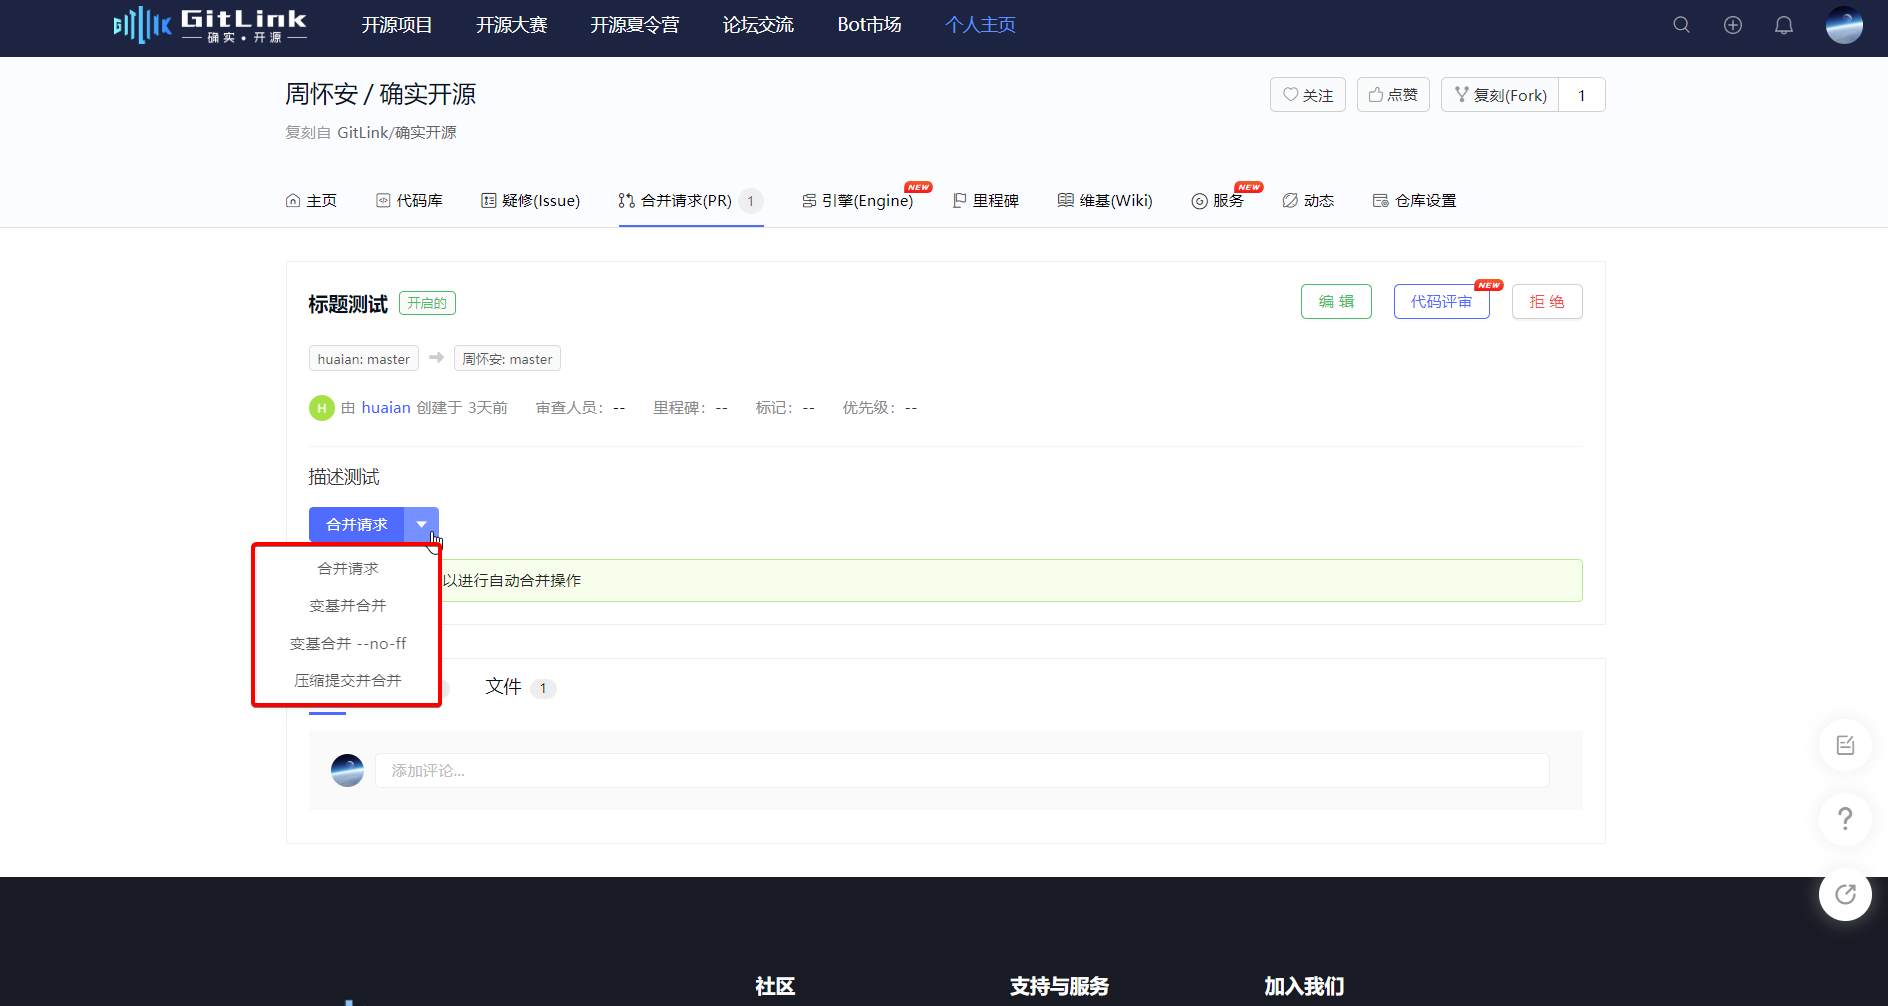 GitLink
确实•开源
开源项目 开源大赛 开源夏令营 论坛交流 Bot市场 个人主页
周怀安 / 确实开源
关注 点赞 复刻(Fork) 1
复刻自 GitLink/确实开源
主页 代码库 疑修(Issue) 合并请求(PR) 1 引擎(Engine) NEW 里程碑 维基(Wiki) 服务 NEW 动态 仓库设置
标题测试 开启的 编 辑 代码评审 NEW 拒 绝
huaian: master 周怀安: master
H 由 huaian 创建于 3天前 审查人员: -- 里程碑: -- 标记: -- 优先级: --
描述测试
合并请求
合并请求
以进行自动合并操作
变基并合并
变基合并 --no-ff
压缩提交并合并
文件 1
添加评论...
?
社区 支持与服务 加入我们